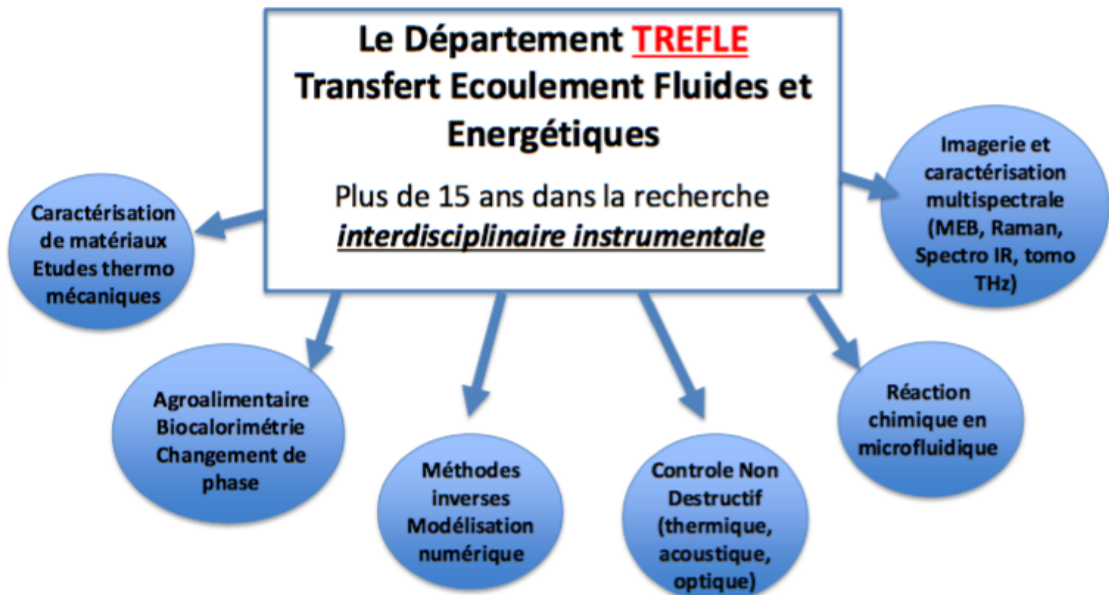 Le Département TREFLE
Transfert Ecoulement Fluides et
Energétiques
Plus de 15 ans dans la recherche
interdisciplinaire instrumentale
Caractérisation
de matériaux
Etudes thermo
mécaniques
Agroalimentaire
Biocalorimétrie
Changement de
phase
Méthodes
inverses
Modélisation
numérique
Controle Non
Destructif
(thermique,
acoustique,
optique)
Réaction
chimique en
microfluidique
Imagerie et
caractérisation
multispectrale
(MEB, Raman,
Spectro IR, tomo
THz)